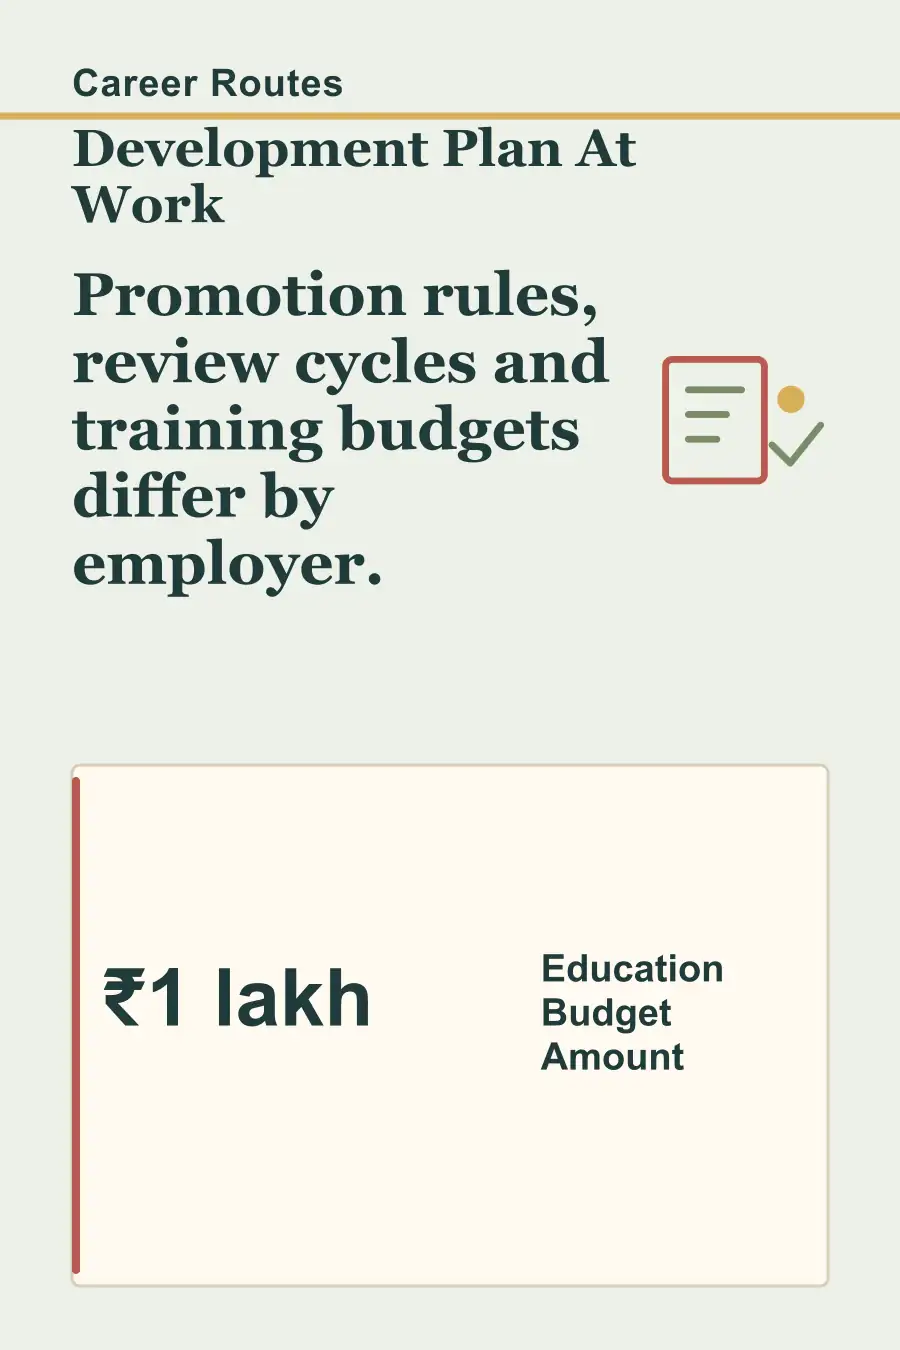 Career Routes
Development Plan At
Work
Promotion rules,
review cycles and
training budgets
differ by
employer.
₹1 lakh
Education
Budget
Amount